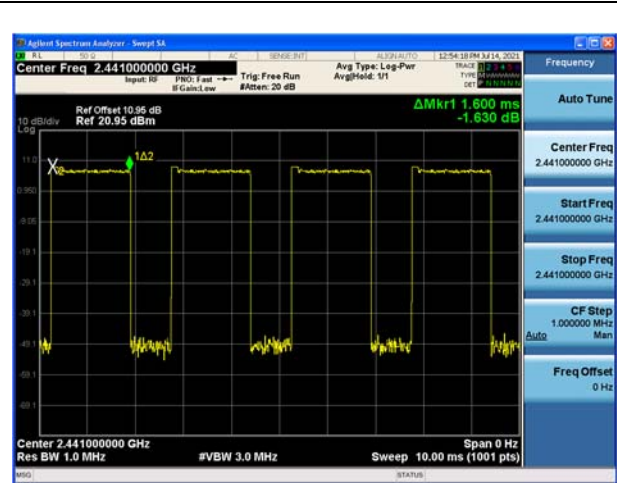 Agilent Spectrum Analyzer - Swept SA
RL 50 Ω AC SENSE:INT ALIGN AUTO 12:54:18 PM Jul 14, 2021
Center Freq 2.441000000 GHz
Input: RF PNO: Fast Trig: Free Run Avg Type: Log-Pwr TRACE 1 2 3 4 5 6
IFGain:Low #Atten: 20 dB Avg|Hold: 1/1 TYPE
DET P N N N N N
Ref Offset 10.95 dB ΔMkr1 1.600 ms
10 dB/div Ref 20.95 dBm -1.630 dB
Log
1Δ2
11.0
0.950
-9.05
-19.1
-29.1
-39.1
-49.1
-59.1
-69.1
Center 2.441000000 GHz Span 0 Hz
Res BW 1.0 MHz #VBW 3.0 MHz Sweep 10.00 ms (1001 pts)
MSG STATUS
Frequency
Auto Tune
Center Freq
2.441000000 GHz
Start Freq
2.441000000 GHz
Stop Freq
2.441000000 GHz
CF Step
1.000000 MHz
Auto Man
Freq Offset
0 Hz